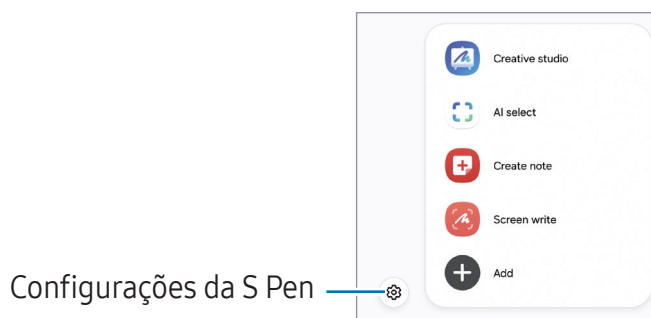 Creative studio
AI select
Create note
Screen write
Add
Configurações da S Pen